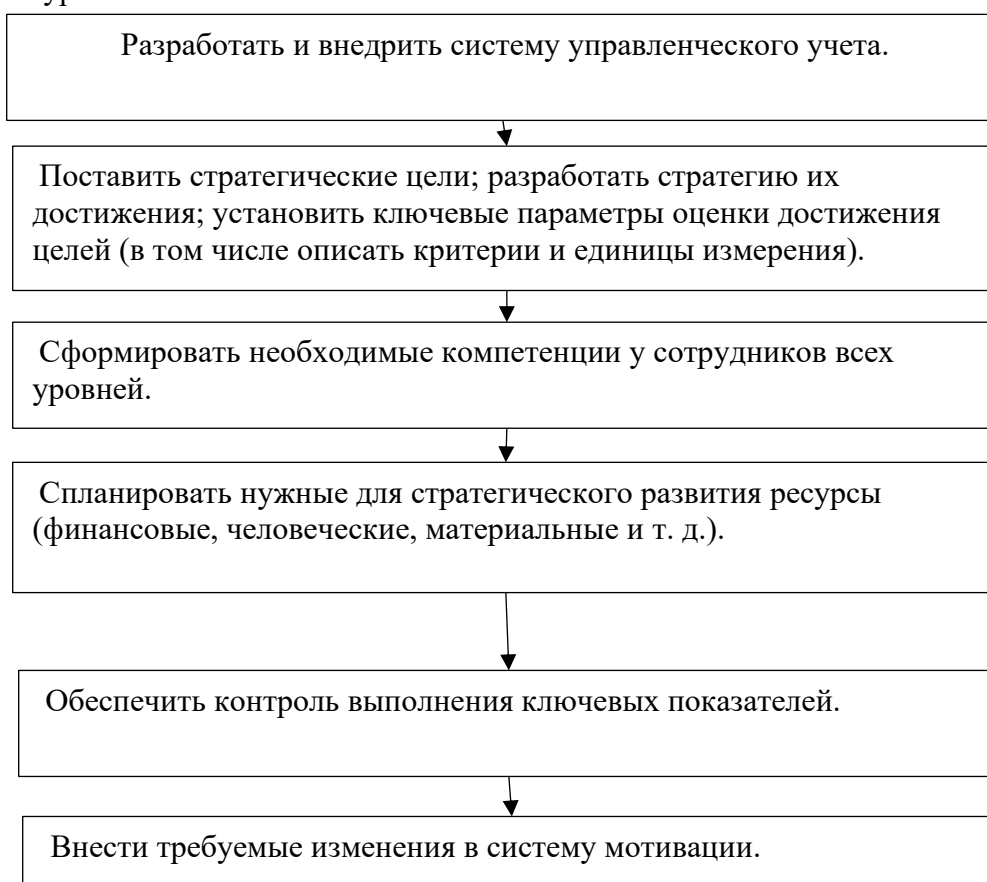 Разработать и внедрить систему управленческого учета.
Поставить стратегические цели; разработать стратегию их
достижения; установить ключевые параметры оценки достижения
целей (в том числе описать критерии и единицы измерения).
Сформировать необходимые компетенции у сотрудников всех
уровней.
Спланировать нужные для стратегического развития ресурсы
(финансовые, человеческие, материальные и т. д.).
Обеспечить контроль выполнения ключевых показателей.
Внести требуемые изменения в систему мотивации.